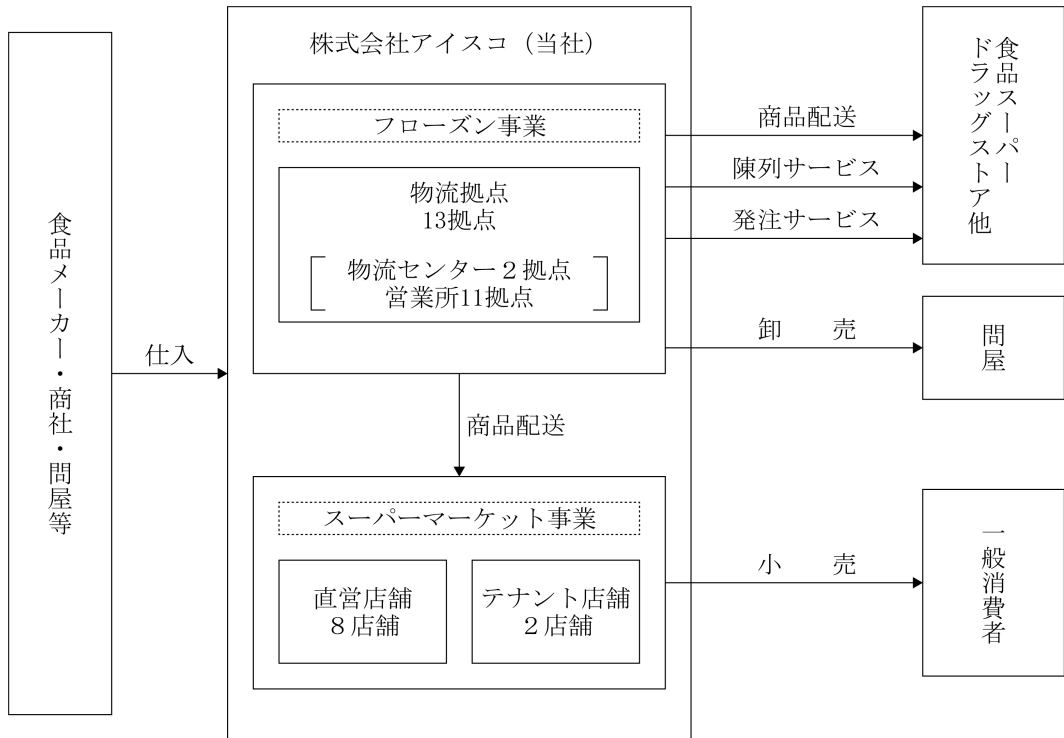 食品メーカー・商社・問屋等
仕入
株式会社アイスコ(当社)
フローズン事業
物流拠点
13拠点
物流センター2拠点
営業所11拠点
商品配送
スーパーマーケット事業
直営店舗
8店舗
テナント店舗
2店舗
商品配送
陳列サービス
発注サービス
食品スーパー
ドラッグストア他
卸 売
問屋
小 売
一般消費者